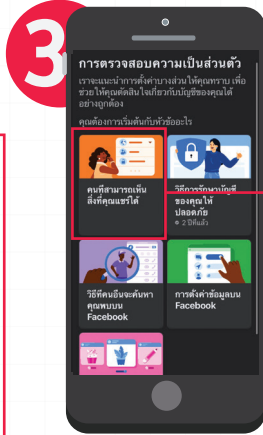 3
การตรวจสอบความเป็นส่วนตัว
เราจะแนะนำการตั้งค่าบางส่วนให้คุณทราบ เพื่อ
ช่วยให้คุณตัดสินใจเกี่ยวกับบัญชีของคุณได้
อย่างถูกต้อง
คุณต้องการเริ่มต้นกับหัวข้ออะไร
คนที่สามารถเห็น
สิ่งที่คุณแชร์ได้
วิธีการรักษาบัญชี
ของคุณให้
ปลอดภัย
2 ปีที่แล้ว
วิธีที่คนอื่นจะค้นหา
คุณพบบน
Facebook
การตั้งค่าข้อมูลบน
Facebook